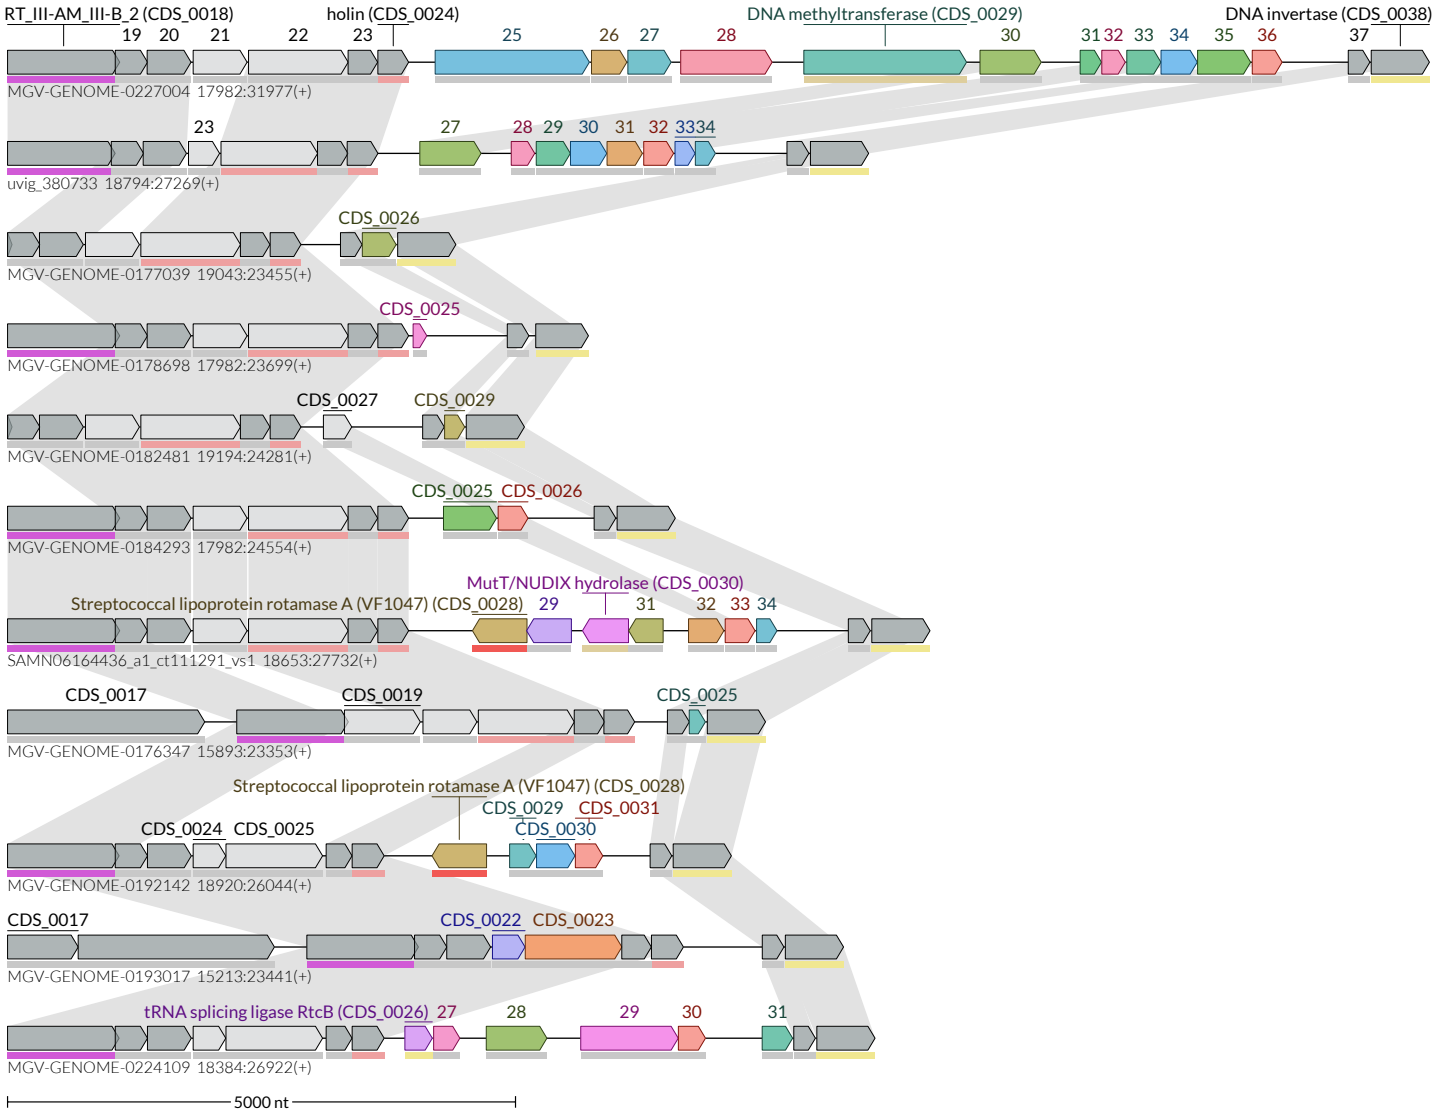 RT_III-AM_III-B_2 (CDS_0018) holin (CDS_0024) DNA methyltransferase (CDS_0029) DNA invertase (CDS_0038)
19 20 21 22 23 25 26 27 28 30 31 32 33 34 35 36 37
MGV-GENOME-0227004 17982:31977(+)
23 27 28 29 30 31 32 33 34
uvig_380733 18794:27269(+)
CDS_0026
MGV-GENOME-0177039 19043:23455(+)
CDS_0025
MGV-GENOME-0178698 17982:23699(+)
CDS_0027 CDS_0029
MGV-GENOME-0182481 19194:24281(+)
CDS_0025 CDS_0026
MGV-GENOME-0184293 17982:24554(+)
MutT/NUDIX hydrolase (CDS_0030)
Streptococcal lipoprotein rotamase A (VF1047) (CDS_0028) 29 31 32 33 34
SAMN06164436_a1_ct111291_vs1 18653:27732(+)
CDS_0017 CDS_0019 CDS_0025
MGV-GENOME-0176347 15893:23353(+)
Streptococcal lipoprotein rotamase A (VF1047) (CDS_0028)
CDS_0029 CDS_0031
CDS_0024 CDS_0025 CDS_0030
MGV-GENOME-0192142 18920:26044(+)
CDS_0017 CDS_0022 CDS_0023
MGV-GENOME-0193017 15213:23441(+)
tRNA splicing ligase RtcB (CDS_0026) 27 28 29 30 31
MGV-GENOME-0224109 18384:26922(+)
5000 nt